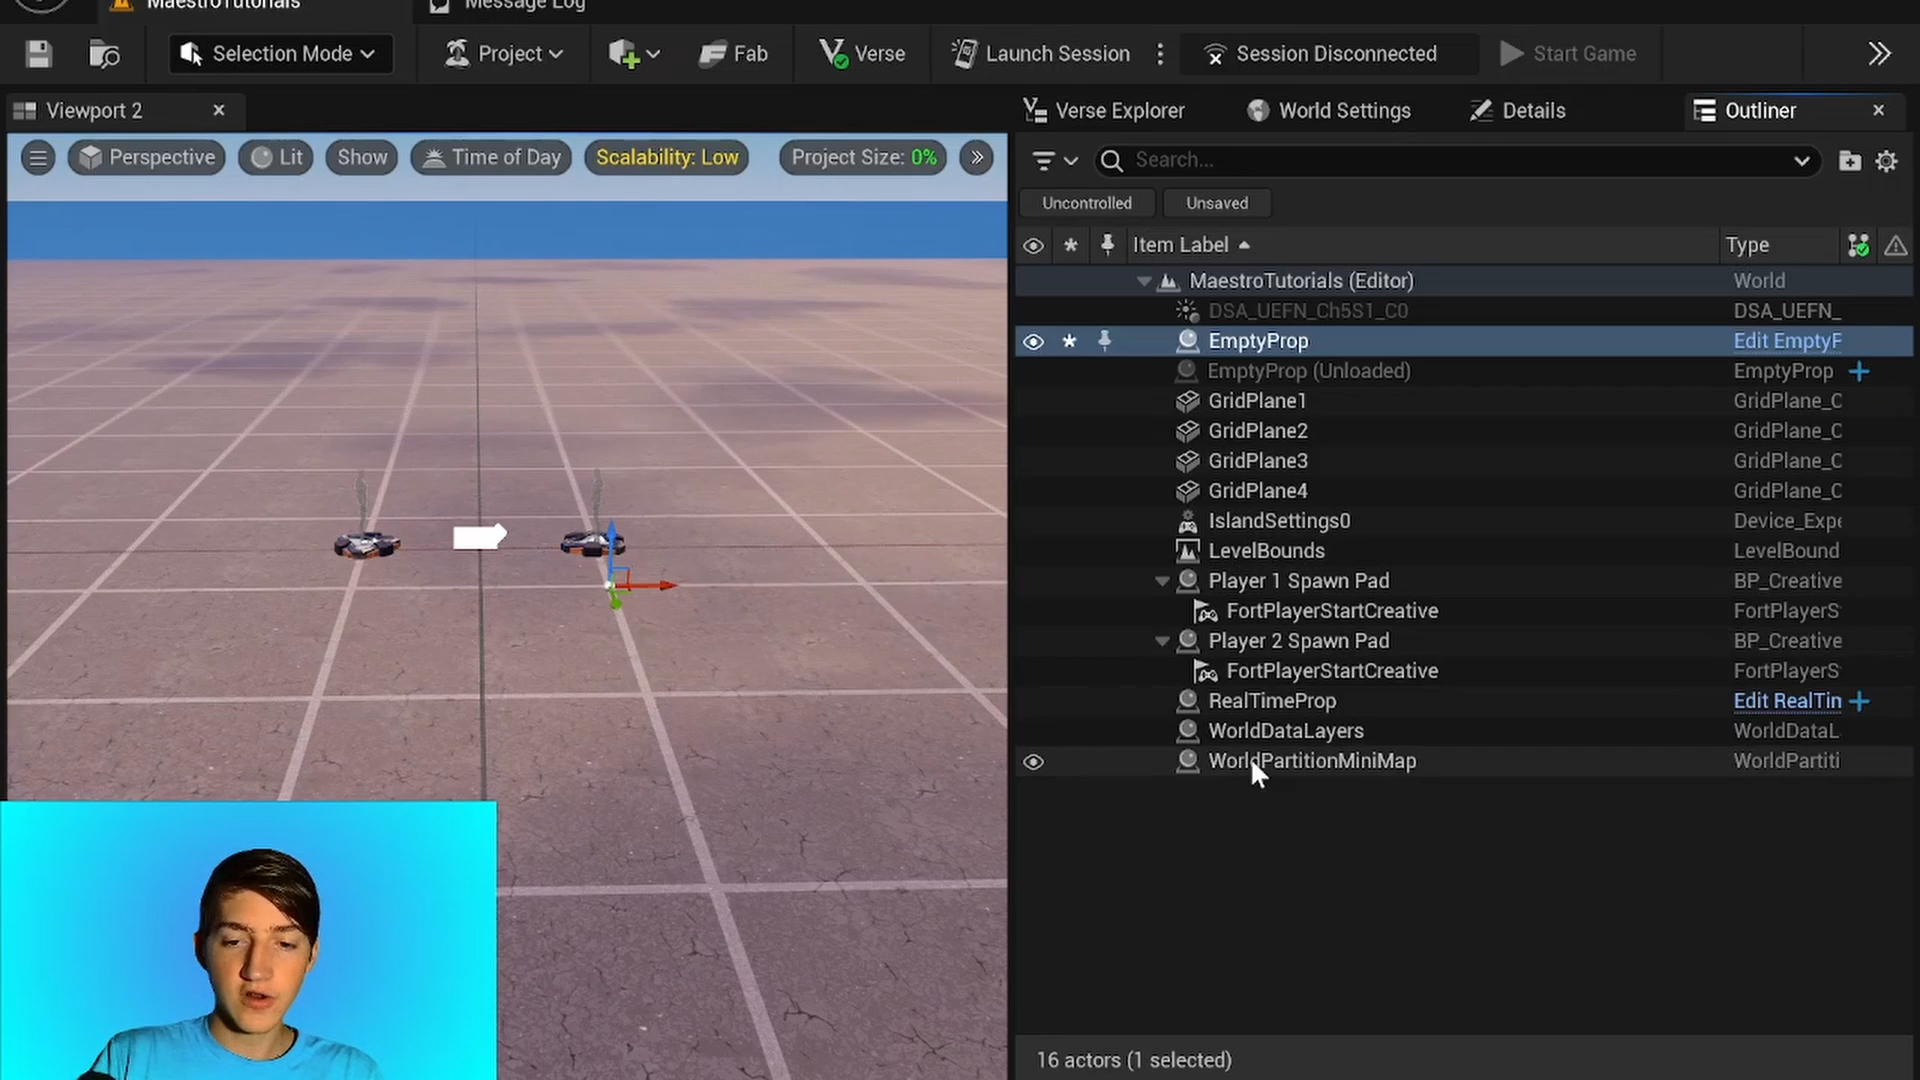 MaestroTutorials
Message Log
Selection Mode
Project
Fab
Verse
Launch Session
Session Disconnected
Start Game
Viewport 2
Verse Explorer
World Settings
Details
Outliner
Perspective
Lit
Show
Time of Day
Scalability: Low
Project Size: 0%
Search...
Uncontrolled
Unsaved
Item Label
Type
MaestroTutorials (Editor) World
DSA_UEFN_Ch5S1_C0 DSA_UEFN_
EmptyProp Edit EmptyF
EmptyProp (Unloaded) EmptyProp
GridPlane1 GridPlane_C
GridPlane2 GridPlane_C
GridPlane3 GridPlane_C
GridPlane4 GridPlane_C
IslandSettings0 Device_Expe
LevelBounds LevelBound
Player 1 Spawn Pad BP_Creative
FortPlayerStartCreative FortPlayerS
Player 2 Spawn Pad BP_Creative
FortPlayerStartCreative FortPlayerS
RealTimeProp Edit RealTin
WorldDataLayers WorldDataL
WorldPartitionMiniMap WorldPartiti
16 actors (1 selected)